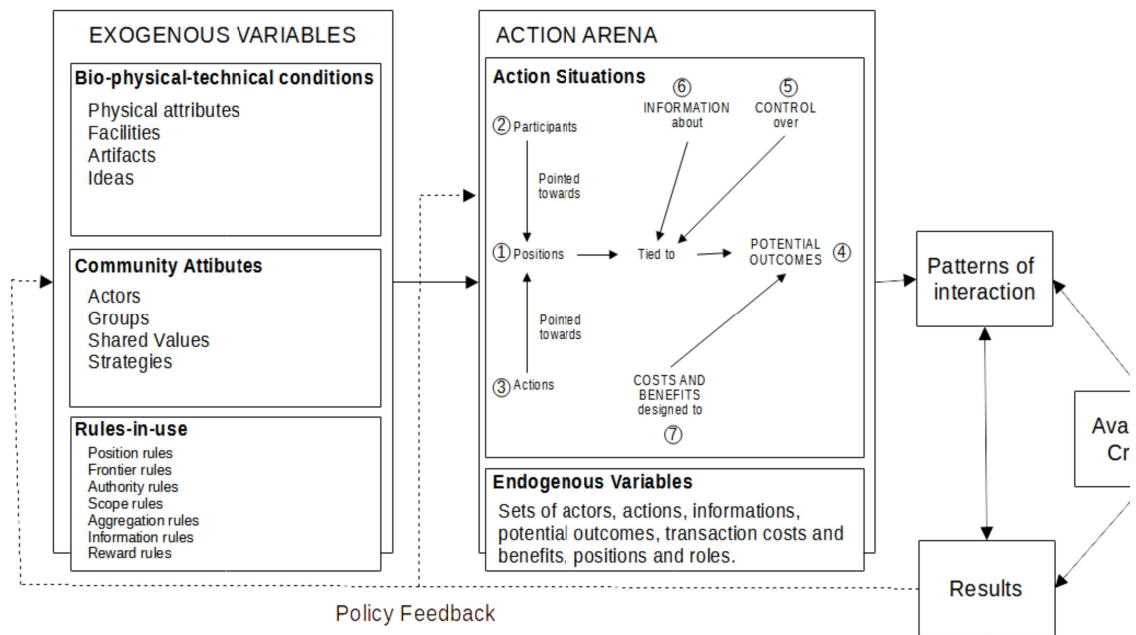 EXOGENOUS VARIABLES
Bio-physical-technical conditions
Physical attributes
Facilities
Artifacts
Ideas
Community Attibutes
Actors
Groups
Shared Values
Strategies
Rules-in-use
Position rules
Frontier rules
Authority rules
Scope rules
Aggregation rules
Information rules
Reward rules
ACTION ARENA
Action Situations
6
INFORMATION
about
5
CONTROL
over
2 Participants
Pointed
towards
1 Positions
Tied to
POTENTIAL
OUTCOMES 4
Pointed
towards
3 Actions
COSTS AND
BENEFITS
designed to
7
Endogenous Variables
Sets of actors, actions, informations,
potential outcomes, transaction costs and
benefits, positions and roles.
Patterns of
interaction
Ava
Cr
Results
Policy Feedback